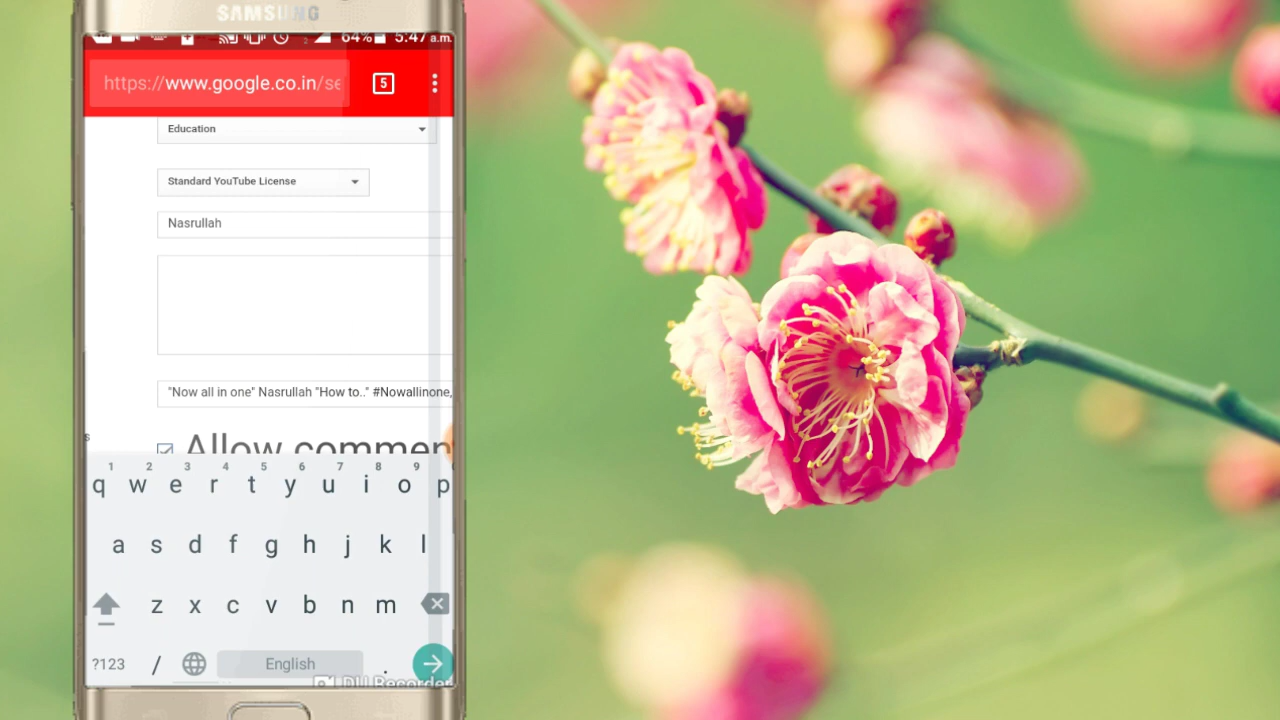 SAMSUNG
64% 5:47 a.m.
https://www.google.co.in/se
5
Education
Standard YouTube License
Nasrullah
"Now all in one" Nasrullah "How to.." #Nowallinone,
s
Allow comment
1 2 3 4 5 6 7 8 9
q w e r t y u i o p
a s d f g h j k l
z x c v b n m
?123 / English .
DU Recorder